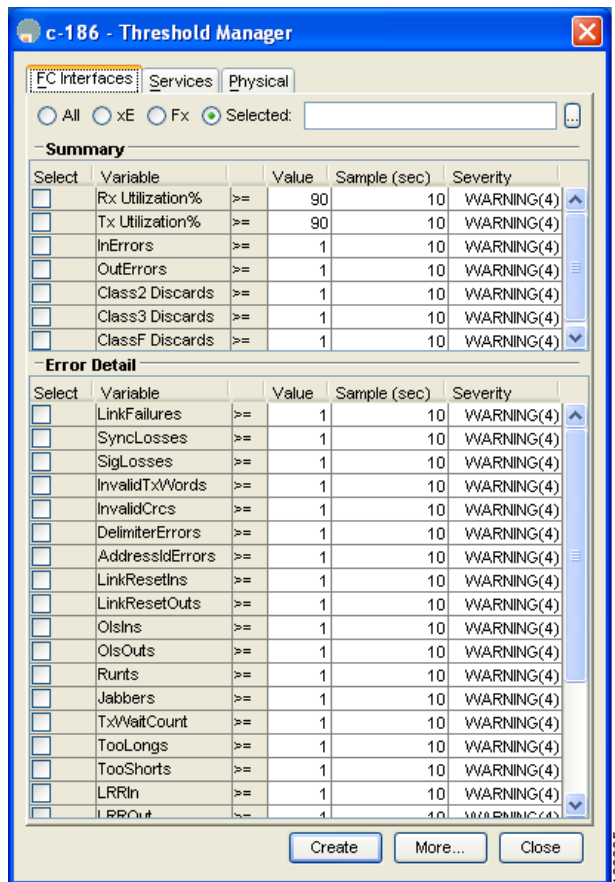 c-186 - Threshold Manager
FC Interfaces Services Physical
All xE Fx Selected: ...
Summary
Select Variable Value Sample (sec) Severity
Rx Utilization% >= 90 10 WARNING(4)
Tx Utilization% >= 90 10 WARNING(4)
InErrors >= 1 10 WARNING(4)
OutErrors >= 1 10 WARNING(4)
Class2 Discards >= 1 10 WARNING(4)
Class3 Discards >= 1 10 WARNING(4)
ClassF Discards >= 1 10 WARNING(4)
Error Detail
Select Variable Value Sample (sec) Severity
LinkFailures >= 1 10 WARNING(4)
SyncLosses >= 1 10 WARNING(4)
SigLosses >= 1 10 WARNING(4)
InvalidTxWords >= 1 10 WARNING(4)
InvalidCrcs >= 1 10 WARNING(4)
DelimiterErrors >= 1 10 WARNING(4)
AddressIdErrors >= 1 10 WARNING(4)
LinkResetIns >= 1 10 WARNING(4)
LinkResetOuts >= 1 10 WARNING(4)
OlsIns >= 1 10 WARNING(4)
OlsOuts >= 1 10 WARNING(4)
Runts >= 1 10 WARNING(4)
Jabbers >= 1 10 WARNING(4)
TxWaitCount >= 1 10 WARNING(4)
TooLongs >= 1 10 WARNING(4)
TooShorts >= 1 10 WARNING(4)
LRRIn >= 1 10 WARNING(4)
LRROut >= 1 10 WARNING(4)
Create More... Close